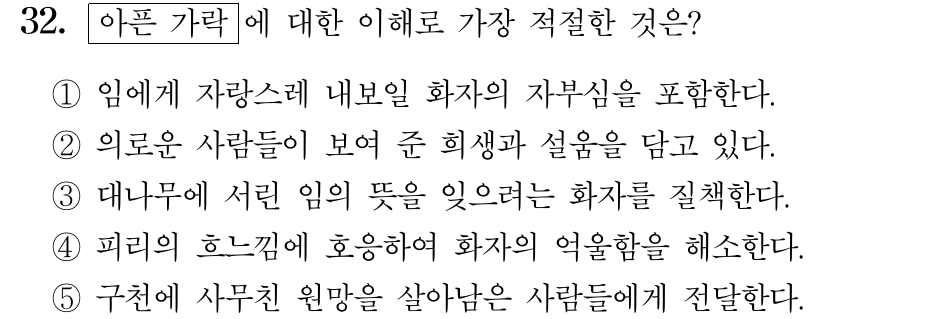 32. 아픈 가락 에 대한 이해로 가장 적절한 것은?
① 임에게 자랑스레 내보일 화자의 자부심을 포함한다.
② 의로운 사람들이 보여 준 희생과 설움을 담고 있다.
③ 대나무에 서린 임의 뜻을 잊으려는 화자를 질책한다.
④ 피리의 흐느낌에 호응하여 화자의 억울함을 해소한다.
⑤ 구천에 사무친 원망을 살아남은 사람들에게 전달한다.